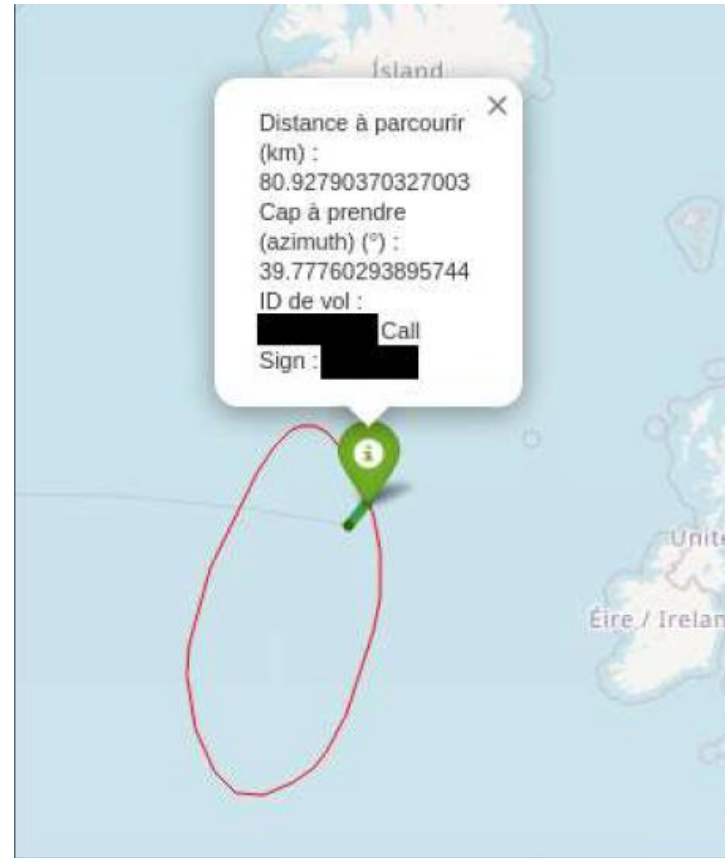 Ísland
×
Distance à parcourir
(km) :
80.92790370327003
Cap à prendre
(azimuth) (°) :
39.77760293895744
ID de vol :
Call
Sign :
i
Unite
Éire / Irelan